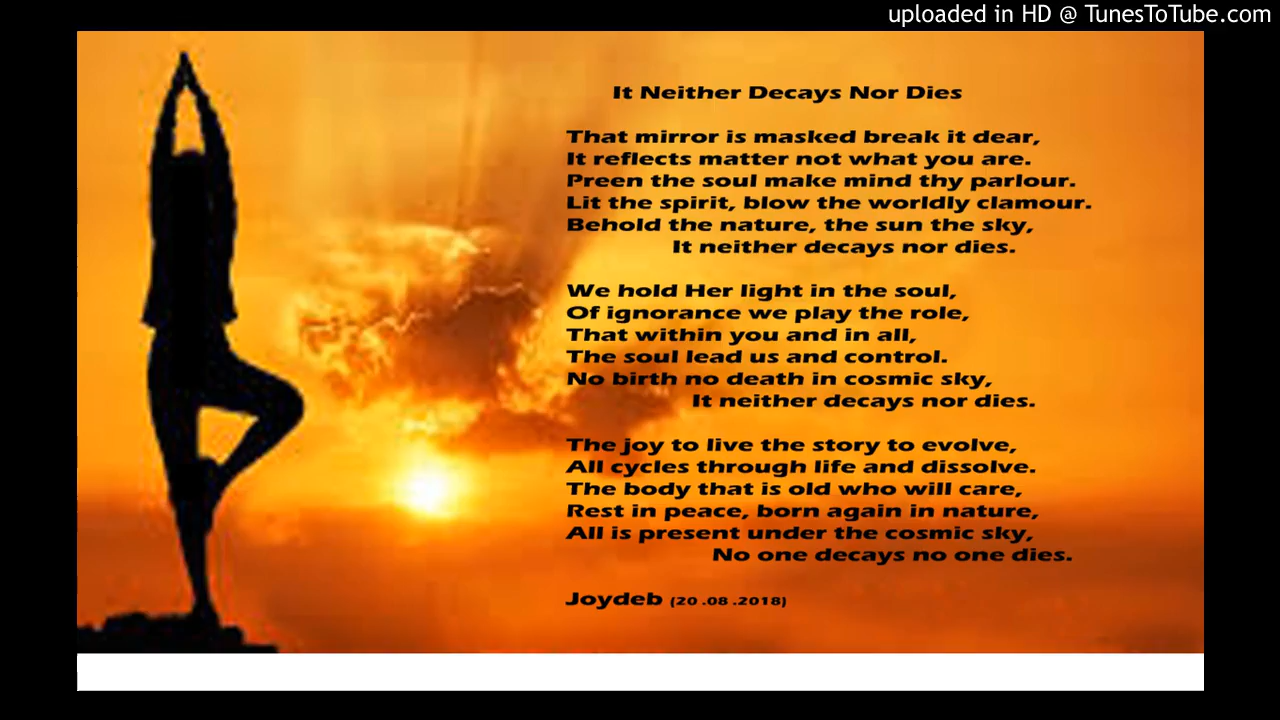 uploaded in HD @ TunesToTube.com
It Neither Decays Nor Dies
That mirror is masked break it dear,
It reflects matter not what you are.
Preen the soul make mind thy parlour.
Lit the spirit, blow the worldly clamour.
Behold the nature, the sun the sky,
It neither decays nor dies.
We hold Her light in the soul,
Of ignorance we play the role,
That within you and in all,
The soul lead us and control.
No birth no death in cosmic sky,
It neither decays nor dies.
The joy to live the story to evolve,
All cycles through life and dissolve.
The body that is old who will care,
Rest in peace, born again in nature,
All is present under the cosmic sky,
No one decays no one dies.
Joydeb (20 .08 .2018)